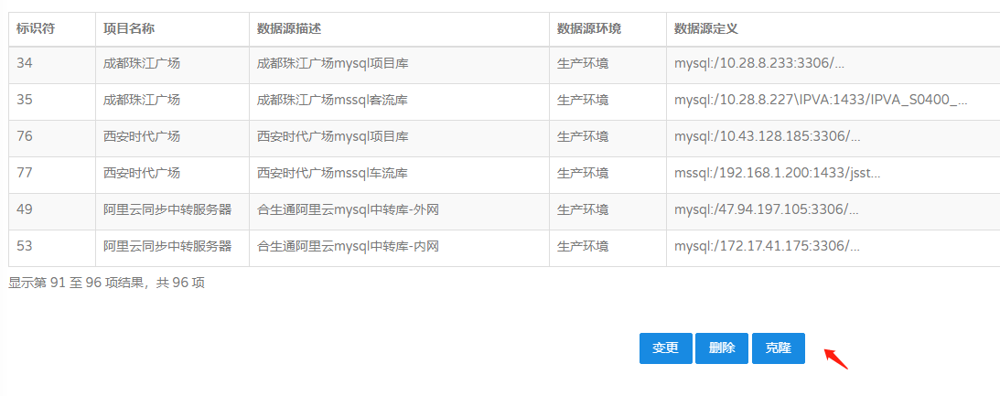 标识符 项目名称 数据源描述 数据源环境 数据源定义
34 成都珠江广场 成都珠江广场mysql项目库 生产环境 mysql:/10.28.8.233:3306/...
35 成都珠江广场 成都珠江广场mssql客流库 生产环境 mysql:/10.28.8.227\IPVA:1433/IPVA_S0400_...
76 西安时代广场 西安时代广场mysql项目库 生产环境 mysql:/10.43.128.185:3306/...
77 西安时代广场 西安时代广场mssql车流库 生产环境 mssql:/192.168.1.200:1433/jsst...
49 阿里云同步中转服务器 合生通阿里云mysql中转库-外网 生产环境 mysql:/47.94.197.105:3306/...
53 阿里云同步中转服务器 合生通阿里云mysql中转库-内网 生产环境 mysql:/172.17.41.175:3306/...
显示第 91 至 96 项结果，共 96 项
变更 删除 克隆